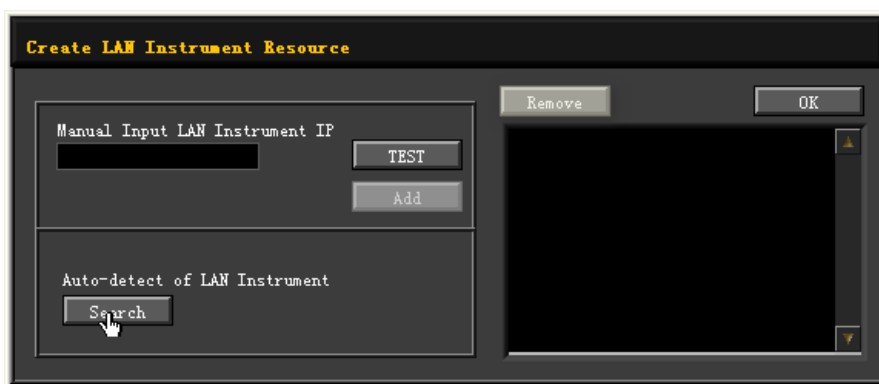 Create LAN Instrument Resource
Manual Input LAN Instrument IP
TEST
Add
Auto-detect of LAN Instrument
Search
Remove
OK